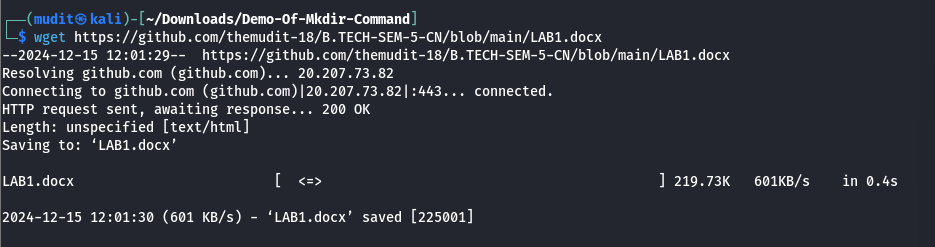 ┌──(mudit㉿kali)-[~/Downloads/Demo-Of-Mkdir-Command]
└─$ wget https://github.com/themudit-18/B.TECH-SEM-5-CN/blob/main/LAB1.docx
--2024-12-15 12:01:29--  https://github.com/themudit-18/B.TECH-SEM-5-CN/blob/main/LAB1.docx
Resolving github.com (github.com)... 20.207.73.82
Connecting to github.com (github.com)|20.207.73.82|:443... connected.
HTTP request sent, awaiting response... 200 OK
Length: unspecified [text/html]
Saving to: ‘LAB1.docx’
LAB1.docx                         [  <=>                                          ] 219.73K   601KB/s    in 0.4s
2024-12-15 12:01:30 (601 KB/s) - ‘LAB1.docx’ saved [225001]